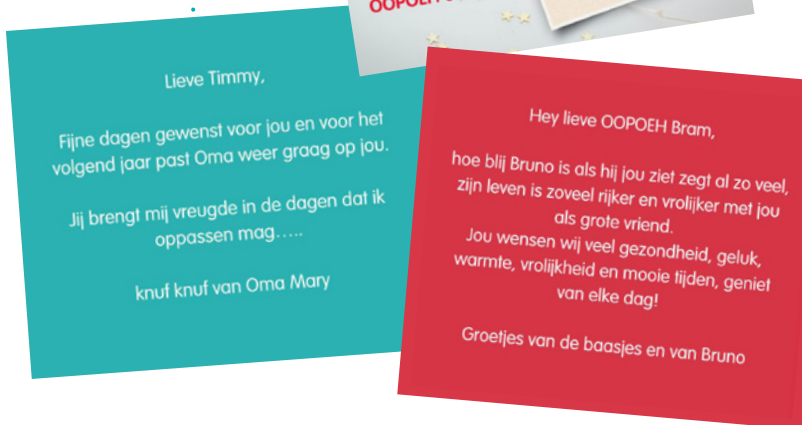 Lieve Timmy,
Fijne dagen gewenst voor jou en voor het
volgend jaar past Oma weer graag op jou.
Jij brengt mij vreugde in de dagen dat ik
oppassen mag…..
knuf knuf van Oma Mary
Hey lieve OOPOEH Bram,
hoe blij Bruno is als hij jou ziet zegt al zo veel,
zijn leven is zoveel rijker en vrolijker met jou
als grote vriend.
Jou wensen wij veel gezondheid, geluk,
warmte, vrolijkheid en mooie tijden, geniet
van elke dag!
Groetjes van de baasjes en van Bruno